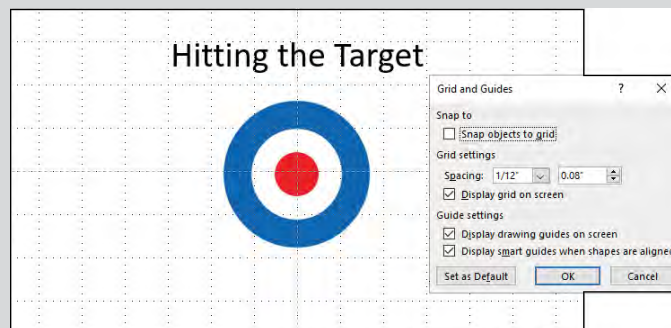 Hitting the Target
Grid and Guides ? ×
Snap to
Snap objects to grid
Grid settings
Spacing: 1/12" 0.08"
Display grid on screen
Guide settings
Display drawing guides on screen
Display smart guides when shapes are aligned
Set as Default OK Cancel